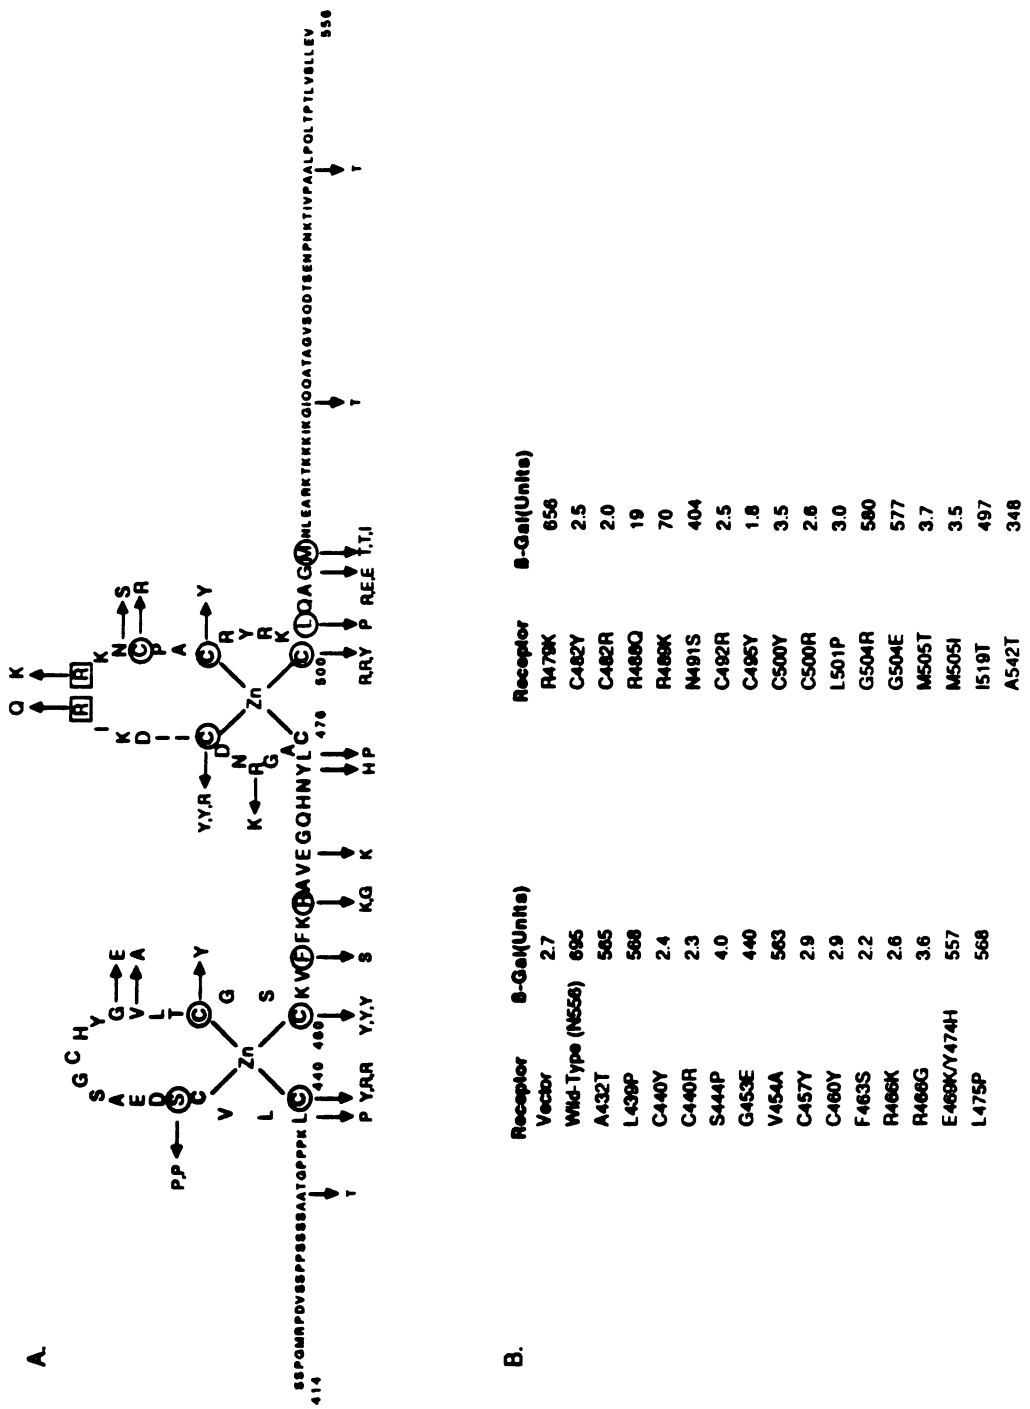 A.
Q K
R R
I K
K N → S
D C → R
I P
I A
Y,Y,R ← C C → Y
D R
N Y
K ← R R
G K
A
Zn
C C
476 500
S G C H Y
S G → E
A V → A
E L
D T
P,P ← S C → Y
C G
V S
L
Zn
C C
440 460
SSPGMRPDVSSPPSSSSAATGPPPKL
KVFFKRAVEGQHNYL
LQAGMNLEARKTKKKIKGIQQATAGVSQDTSENPNKTIVPAALPQLTPTLVSLLEV
414
556
T P Y,R,R Y,Y,Y S K,G K H P R,R,Y P R,E,E T,T,I T T
B.
Receptor B-Gal(Units)
Vector 2.7
Wild-Type (N556) 695
A432T 565
L439P 568
C440Y 2.4
C440R 2.3
S444P 4.0
G453E 440
V454A 563
C457Y 2.9
C460Y 2.9
F463S 2.2
R466K 2.6
R466G 3.6
E469K/Y474H 557
L475P 568
Receptor B-Gal(Units)
R479K 656
C482Y 2.5
C482R 2.0
R488Q 19
R489K 70
N491S 404
C492R 2.5
C495Y 1.8
C500Y 3.5
C500R 2.6
L501P 3.0
G504R 580
G504E 577
M505T 3.7
M505I 3.5
I519T 497
A542T 348